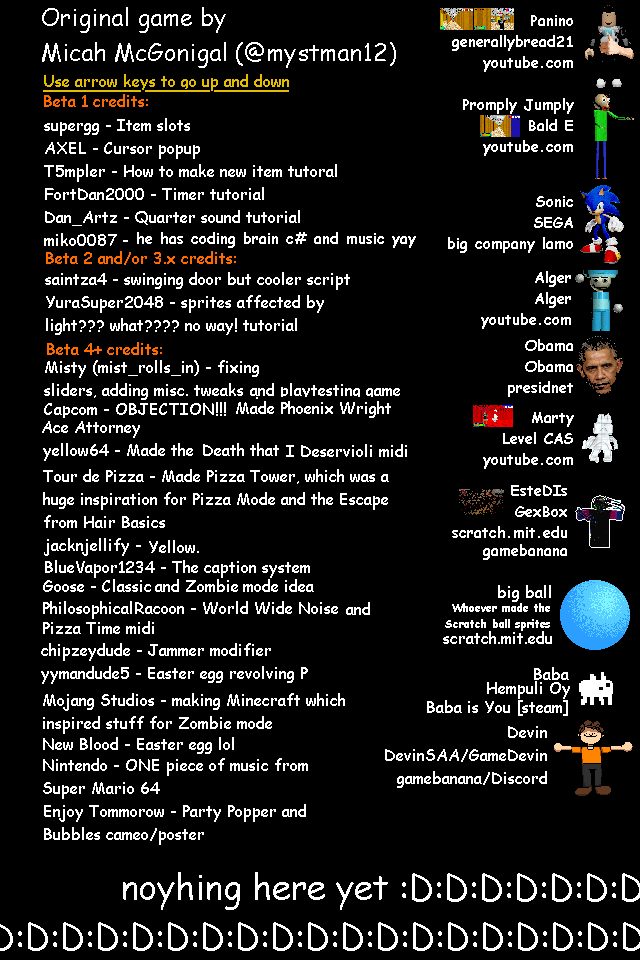 Original game by
Micah McGonigal (@mystman12)
Use arrow keys to go up and down
Beta 1 credits:
supergg - Item slots
AXEL - Cursor popup
T5mpler - How to make new item tutoral
FortDan2000 - Timer tutorial
Dan_Artz - Quarter sound tutorial
miko0087 - he has coding brain c# and music yay
Beta 2 and/or 3.x credits:
saintza4 - swinging door but cooler script
YuraSuper2048 - sprites affected by
light??? what???? no way! tutorial
Beta 4+ credits:
Misty (mist_rolls_in) - fixing
sliders, adding misc. tweaks and playtesting game
Capcom - OBJECTION!!! Made Phoenix Wright
Ace Attorney
yellow64 - Made the Death that I Deservioli midi
Tour de Pizza - Made Pizza Tower, which was a
huge inspiration for Pizza Mode and the Escape
from Hair Basics
jacknjellify - Yellow.
BlueVapor1234 - The caption system
Goose - Classic and Zombie mode idea
PhilosophicalRacoon - World Wide Noise and
Pizza Time midi
chipzeydude - Jammer modifier
yymandude5 - Easter egg revolving P
Mojang Studios - making Minecraft which
inspired stuff for Zombie mode
New Blood - Easter egg lol
Nintendo - ONE piece of music from
Super Mario 64
Enjoy Tommorow - Party Popper and
Bubbles cameo/poster
Panino
generallybread21
youtube.com
Promply Jumply
Bald E
youtube.com
Sonic
SEGA
big company lamo
Alger
Alger
youtube.com
Obama
Obama
presidnet
Marty
Level CAS
youtube.com
EsteDIs
GexBox
scratch.mit.edu
gamebanana
big ball
Whoever made the
Scratch ball sprites
scratch.mit.edu
Baba
Hempuli Oy
Baba is You [steam]
Devin
DevinSAA/GameDevin
gamebanana/Discord
noyhing here yet :D:D:D:D:D:D
D:D:D:D:D:D:D:D:D:D:D:D:D:D